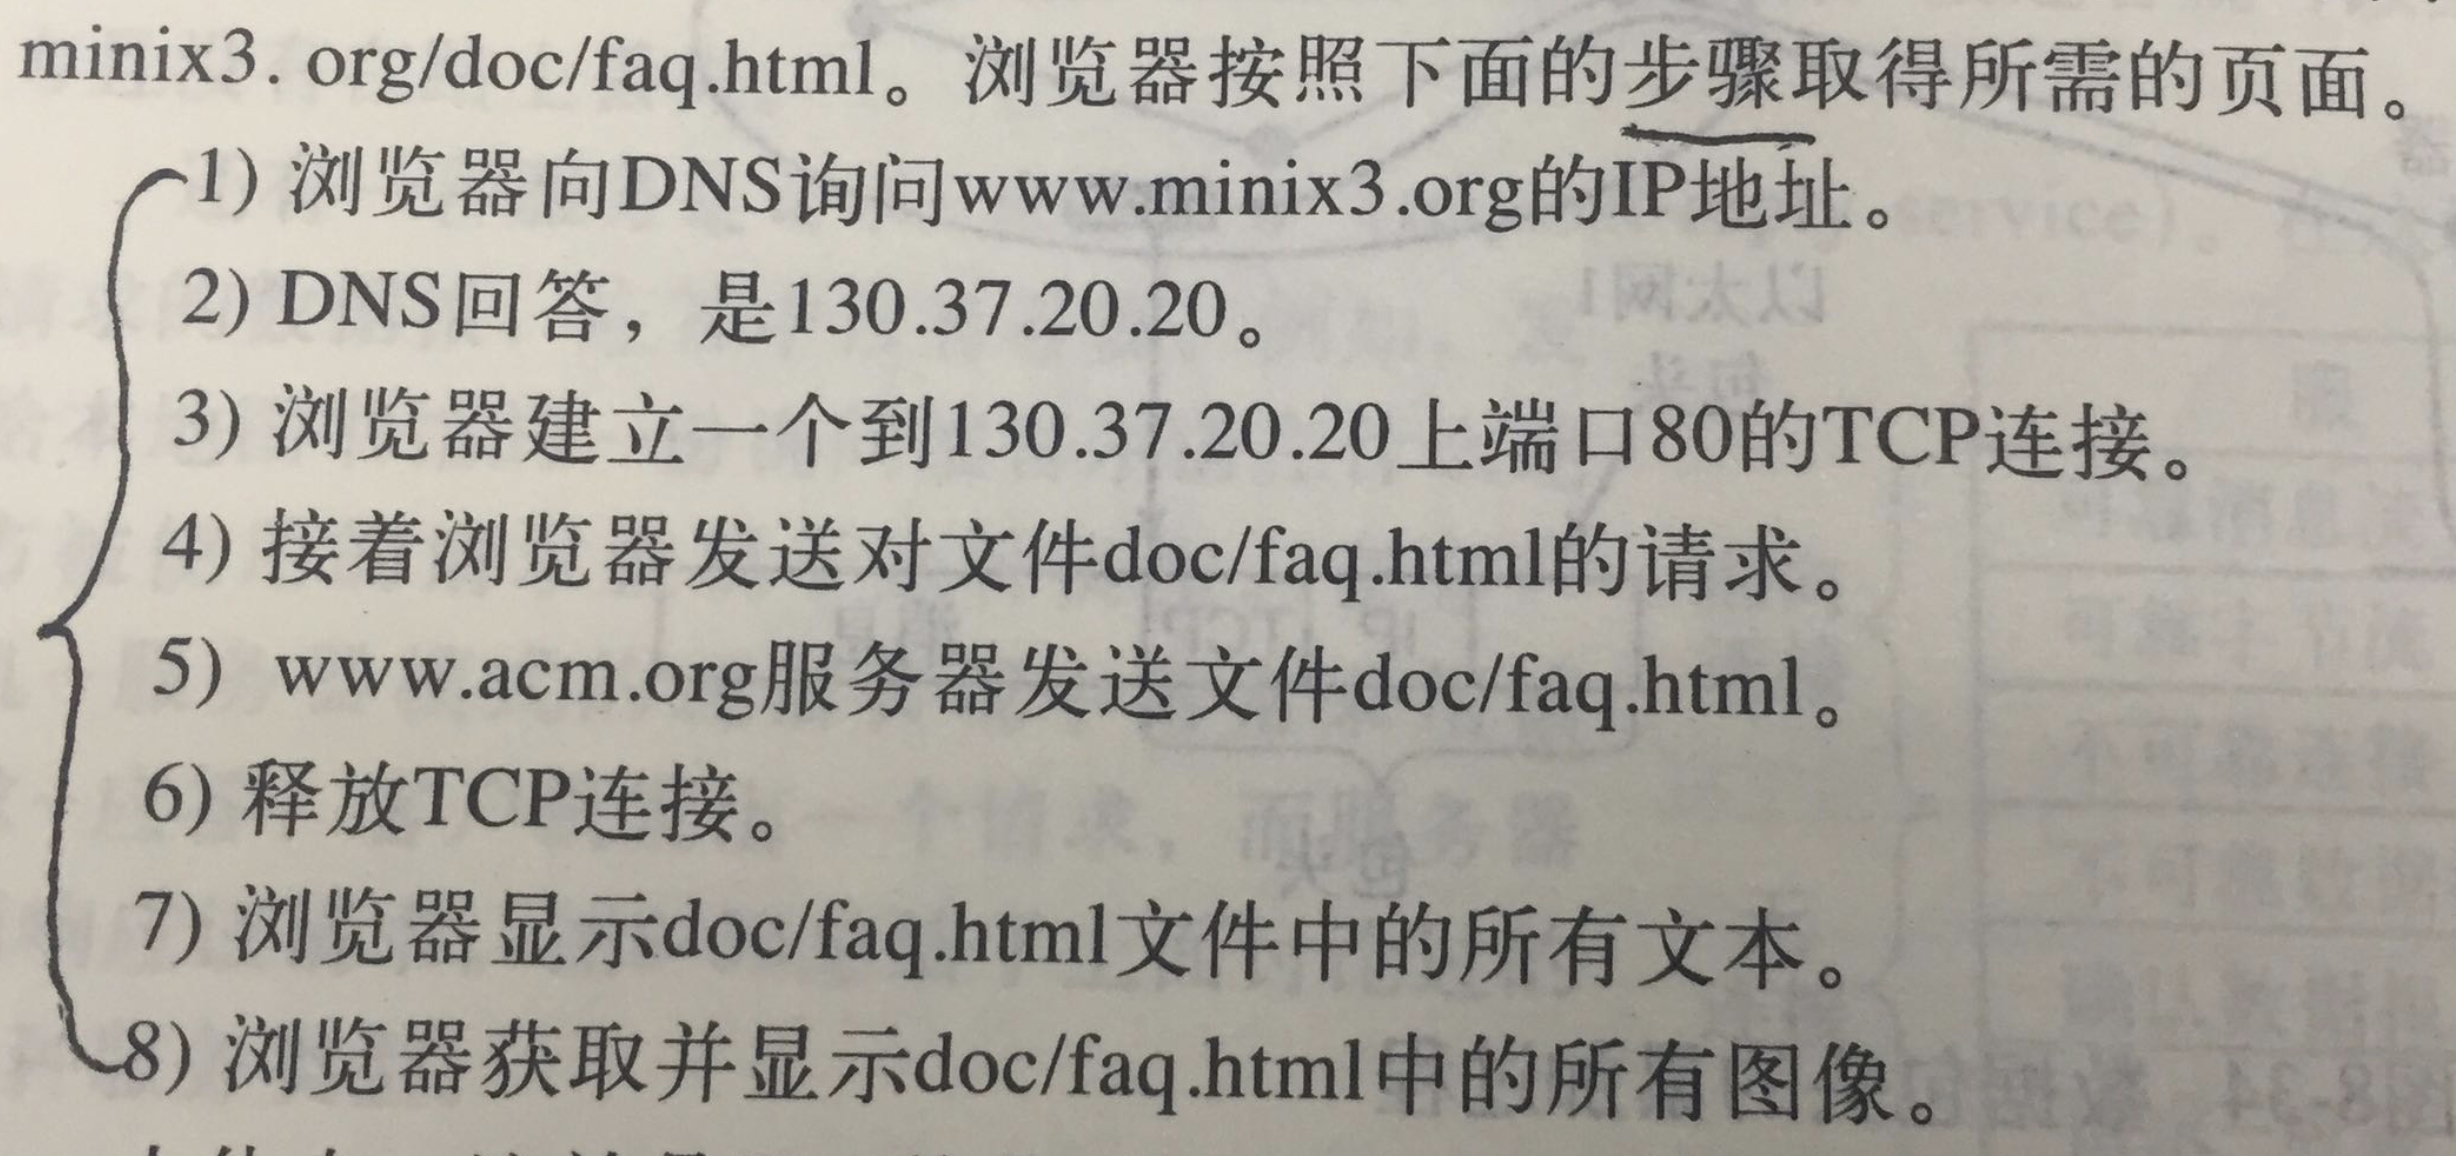 minix3. org/doc/faq.html。浏览器按照下面的步骤取得所需的页面。
1) 浏览器向DNS询问www.minix3.org的IP地址。
2) DNS回答，是130.37.20.20。
3) 浏览器建立一个到130.37.20.20上端口80的TCP连接。
4) 接着浏览器发送对文件doc/faq.html的请求。
5) www.acm.org服务器发送文件doc/faq.html。
6) 释放TCP连接。
7) 浏览器显示doc/faq.html文件中的所有文本。
8) 浏览器获取并显示doc/faq.html中的所有图像。